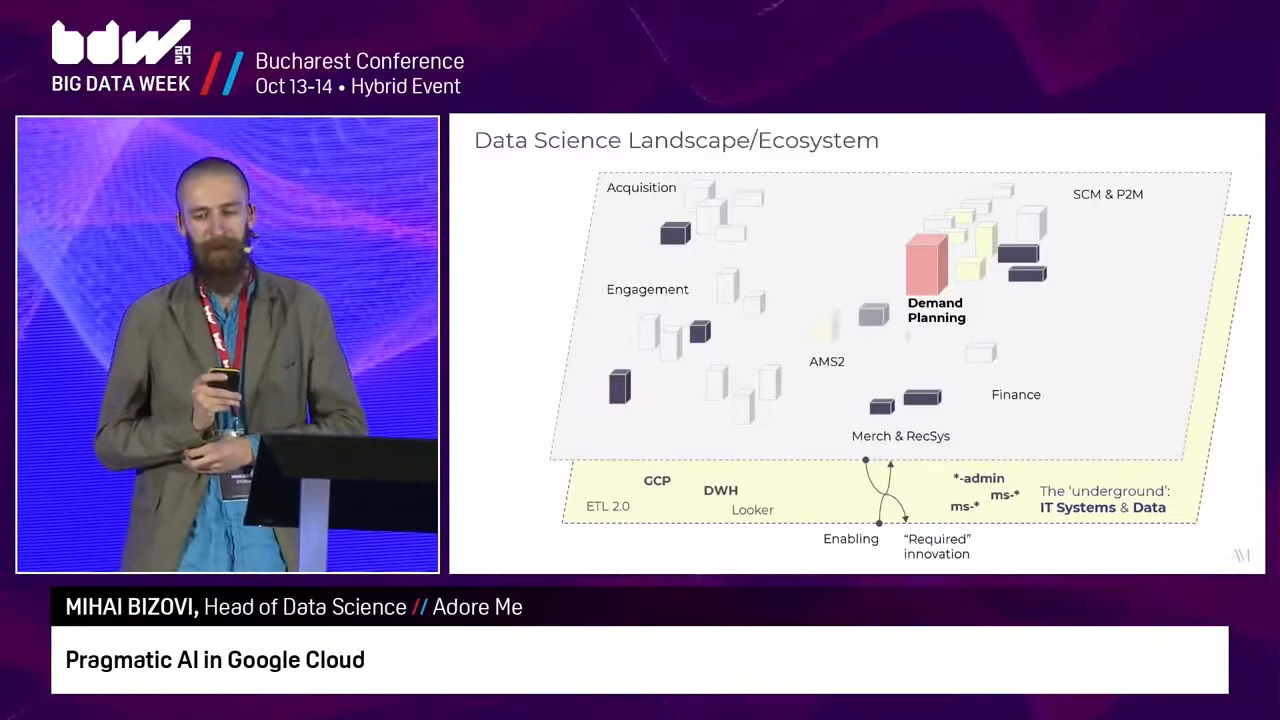 bdw 2021
BIG DATA WEEK
//
Bucharest Conference
Oct 13-14 • Hybrid Event
Data Science Landscape/Ecosystem
Acquisition
SCM & P2M
Engagement
Demand
Planning
AMS2
Finance
Merch & RecSys
GCP
DWH
ETL 2.0
Looker
*-admin
ms-*
ms-*
The ‘underground’:
IT Systems & Data
Enabling
“Required”
innovation
AM
MIHAI BIZOVI, Head of Data Science // Adore Me
Pragmatic AI in Google Cloud